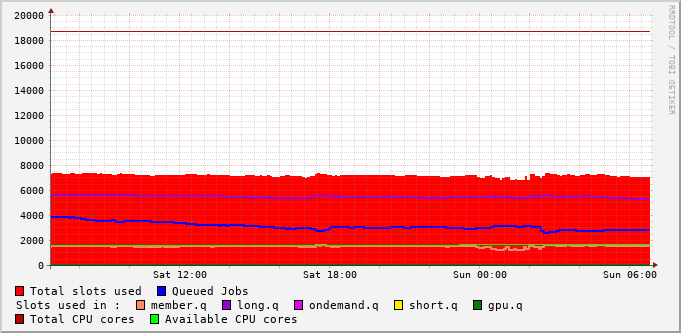 20000
18000
16000
14000
12000
10000
8000
6000
4000
2000
0
Sat 12:00 Sat 18:00 Sun 00:00 Sun 06:00
Total slots used Queued Jobs
Slots used in : member.q long.q ondemand.q short.q gpu.q
Total CPU cores Available CPU cores
RRDTOOL / TOBI OETIKER